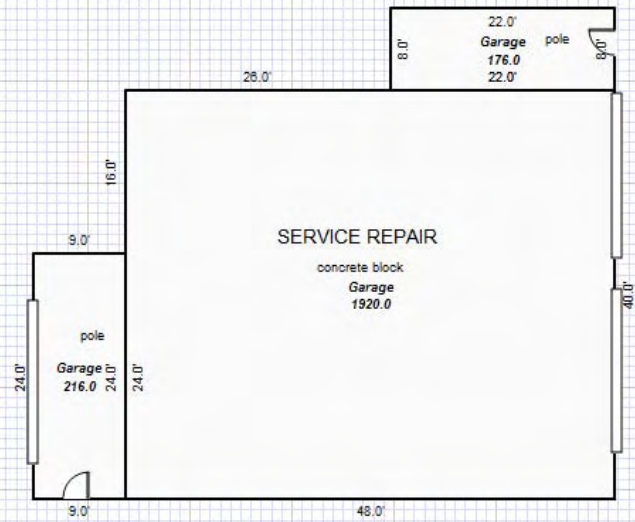 22.0'
8.0'
Garage
pole
8.0'
176.0
22.0'
26.0'
16.0'
SERVICE REPAIR
9.0'
concrete block
Garage
1920.0
40.0'
pole
24.0'
Garage
216.0
24.0'
24.0'
9.0'
48.0'